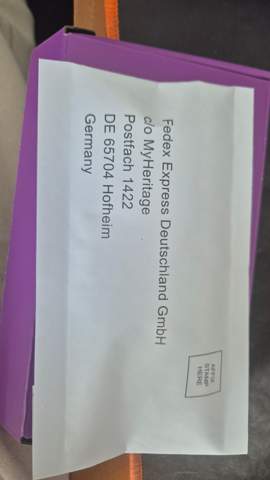 Fedex Express Deutschland GmbH
c/o MyHeritage
Postfach 1422
DE 65704 Hofheim
Germany
AFFIX
STAMP
HERE